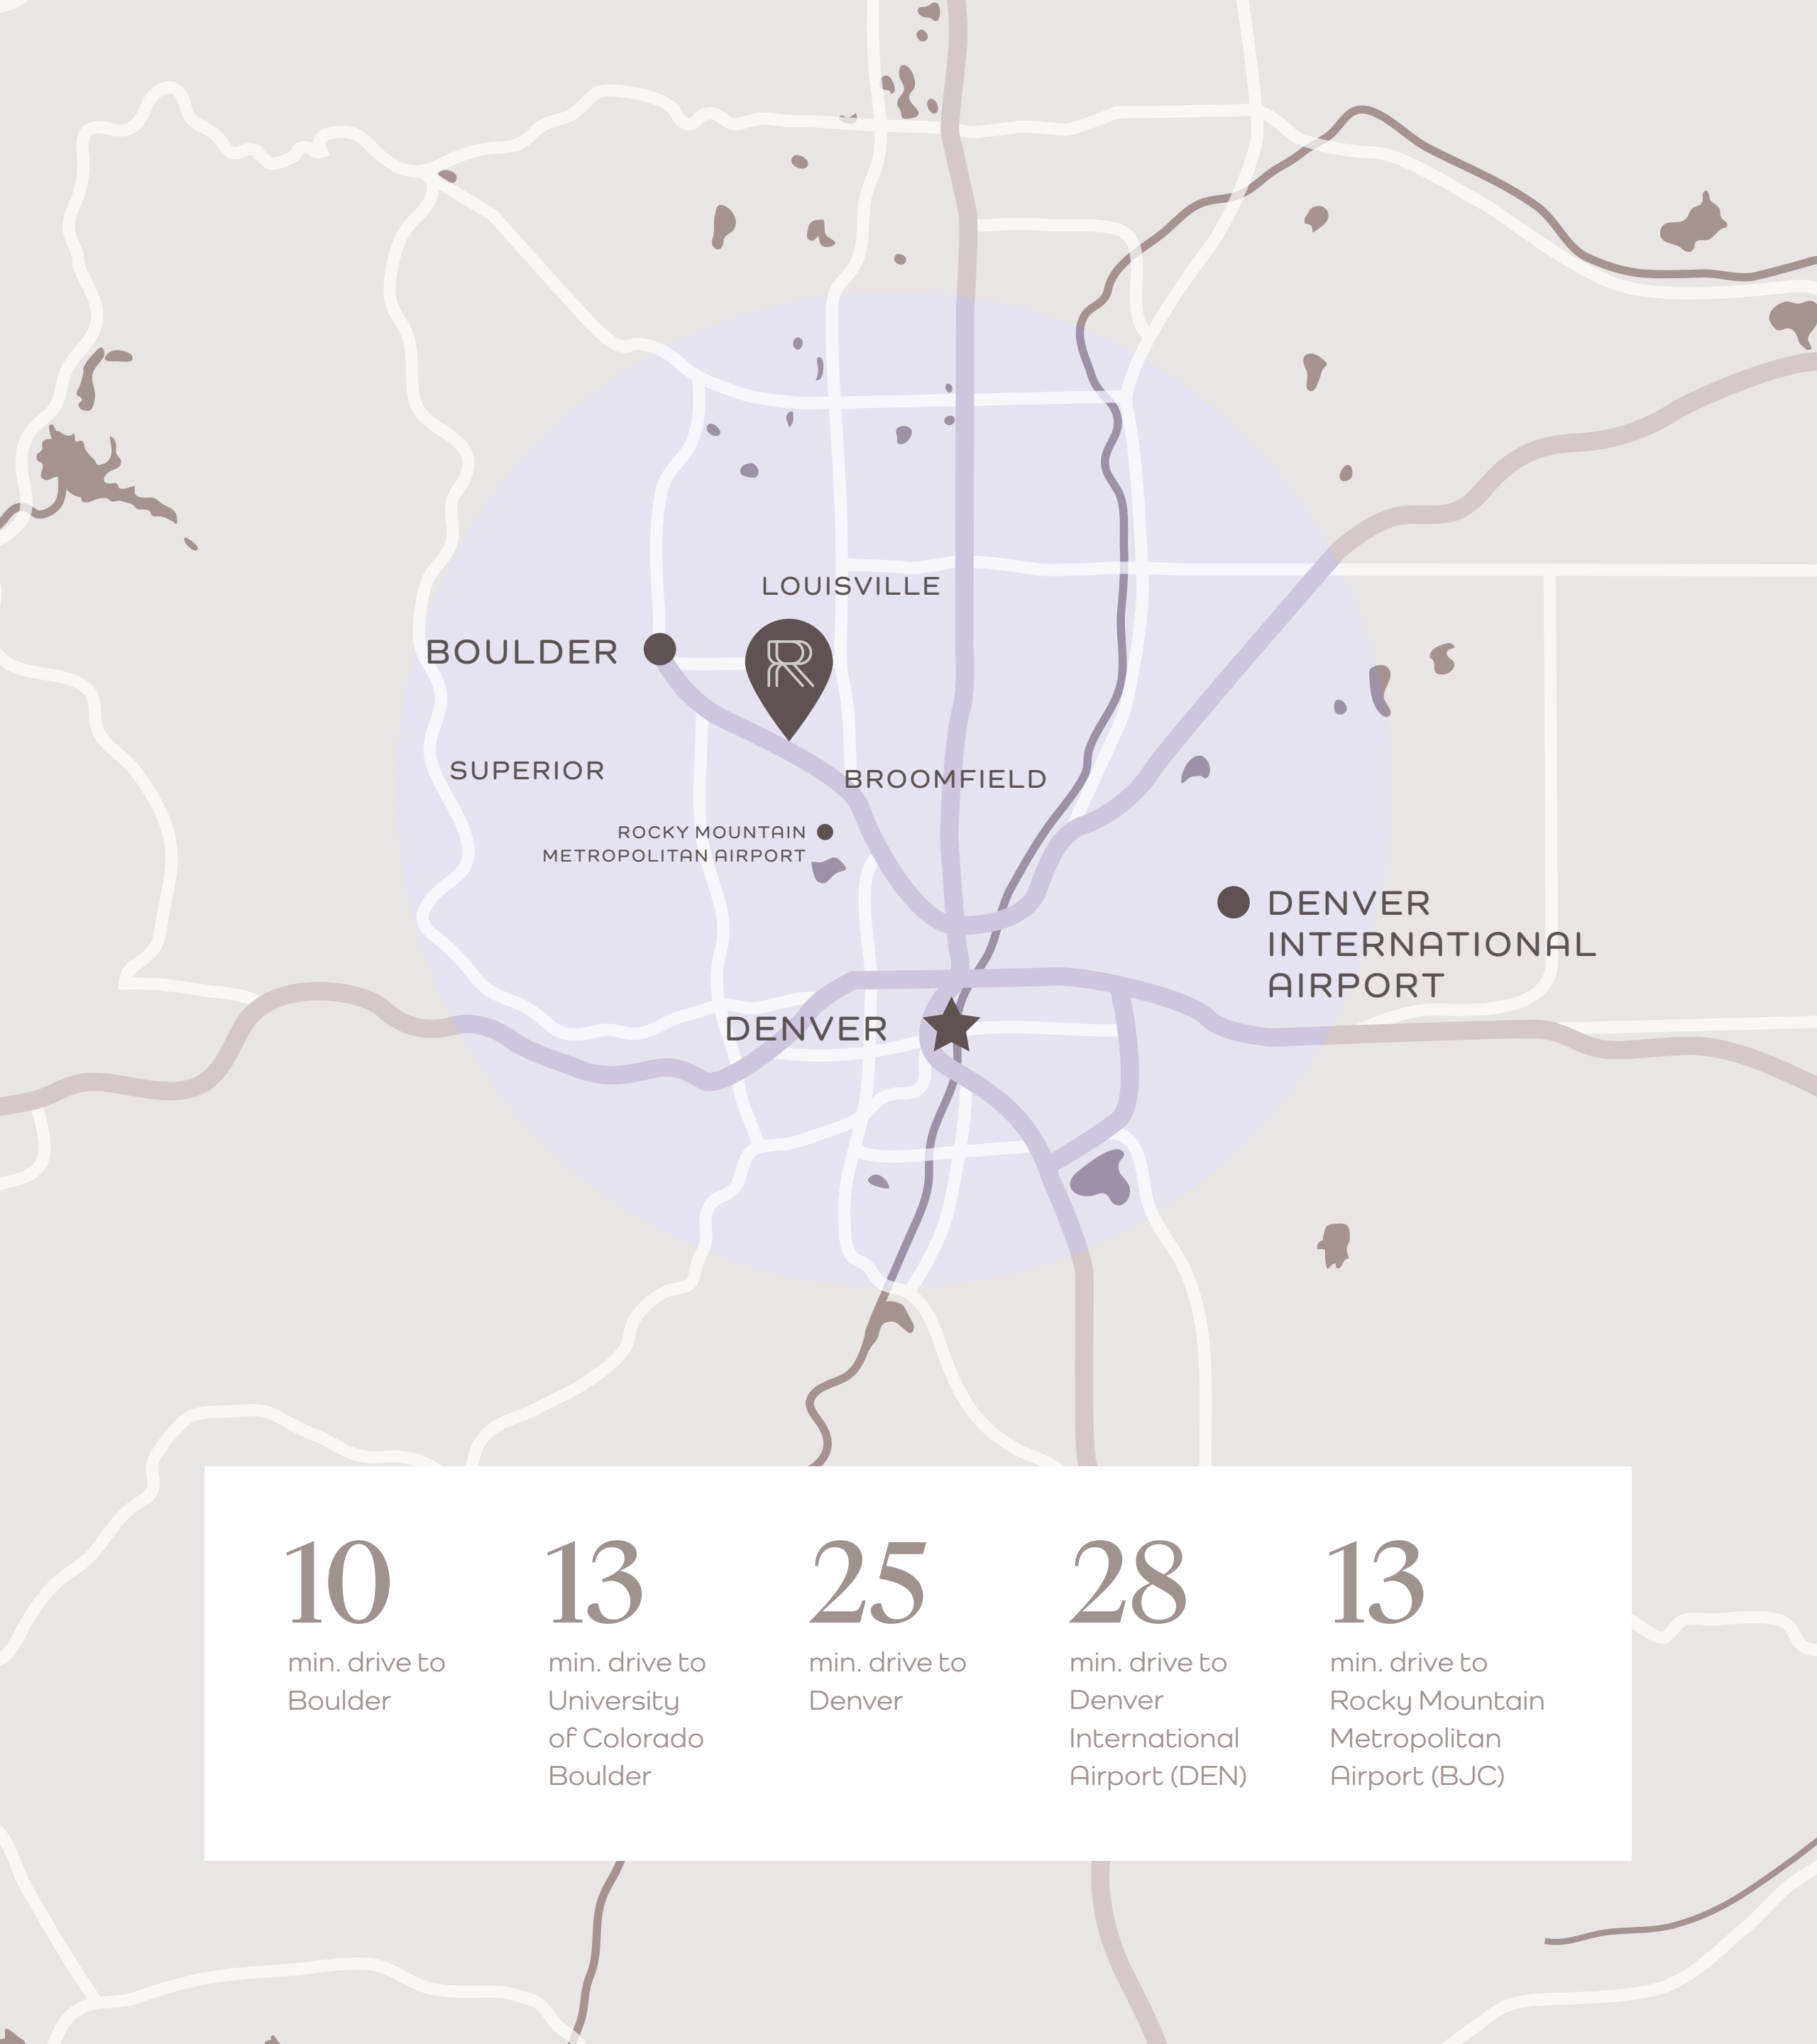 LOUISVILLE
BOULDER
R
SUPERIOR
BROOMFIELD
ROCKY MOUNTAIN
METROPOLITAN AIRPORT
DENVER
INTERNATIONAL
AIRPORT
DENVER
10
min. drive to
Boulder
13
min. drive to
University
of Colorado
Boulder
25
min. drive to
Denver
28
min. drive to
Denver
International
Airport (DEN)
13
min. drive to
Rocky Mountain
Metropolitan
Airport (BJC)